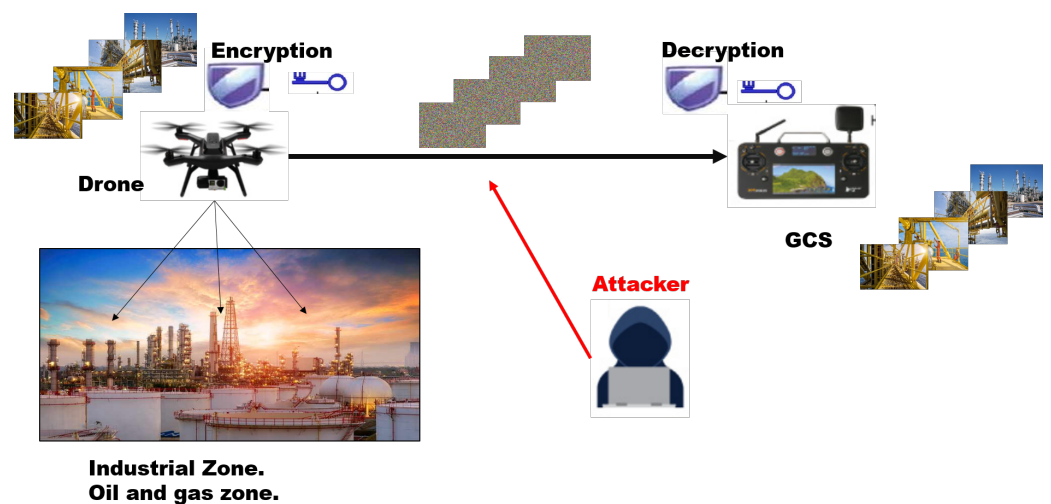 Encryption
Decryption
Drone
GCS
Attacker
Industrial Zone.
Oil and gas zone.